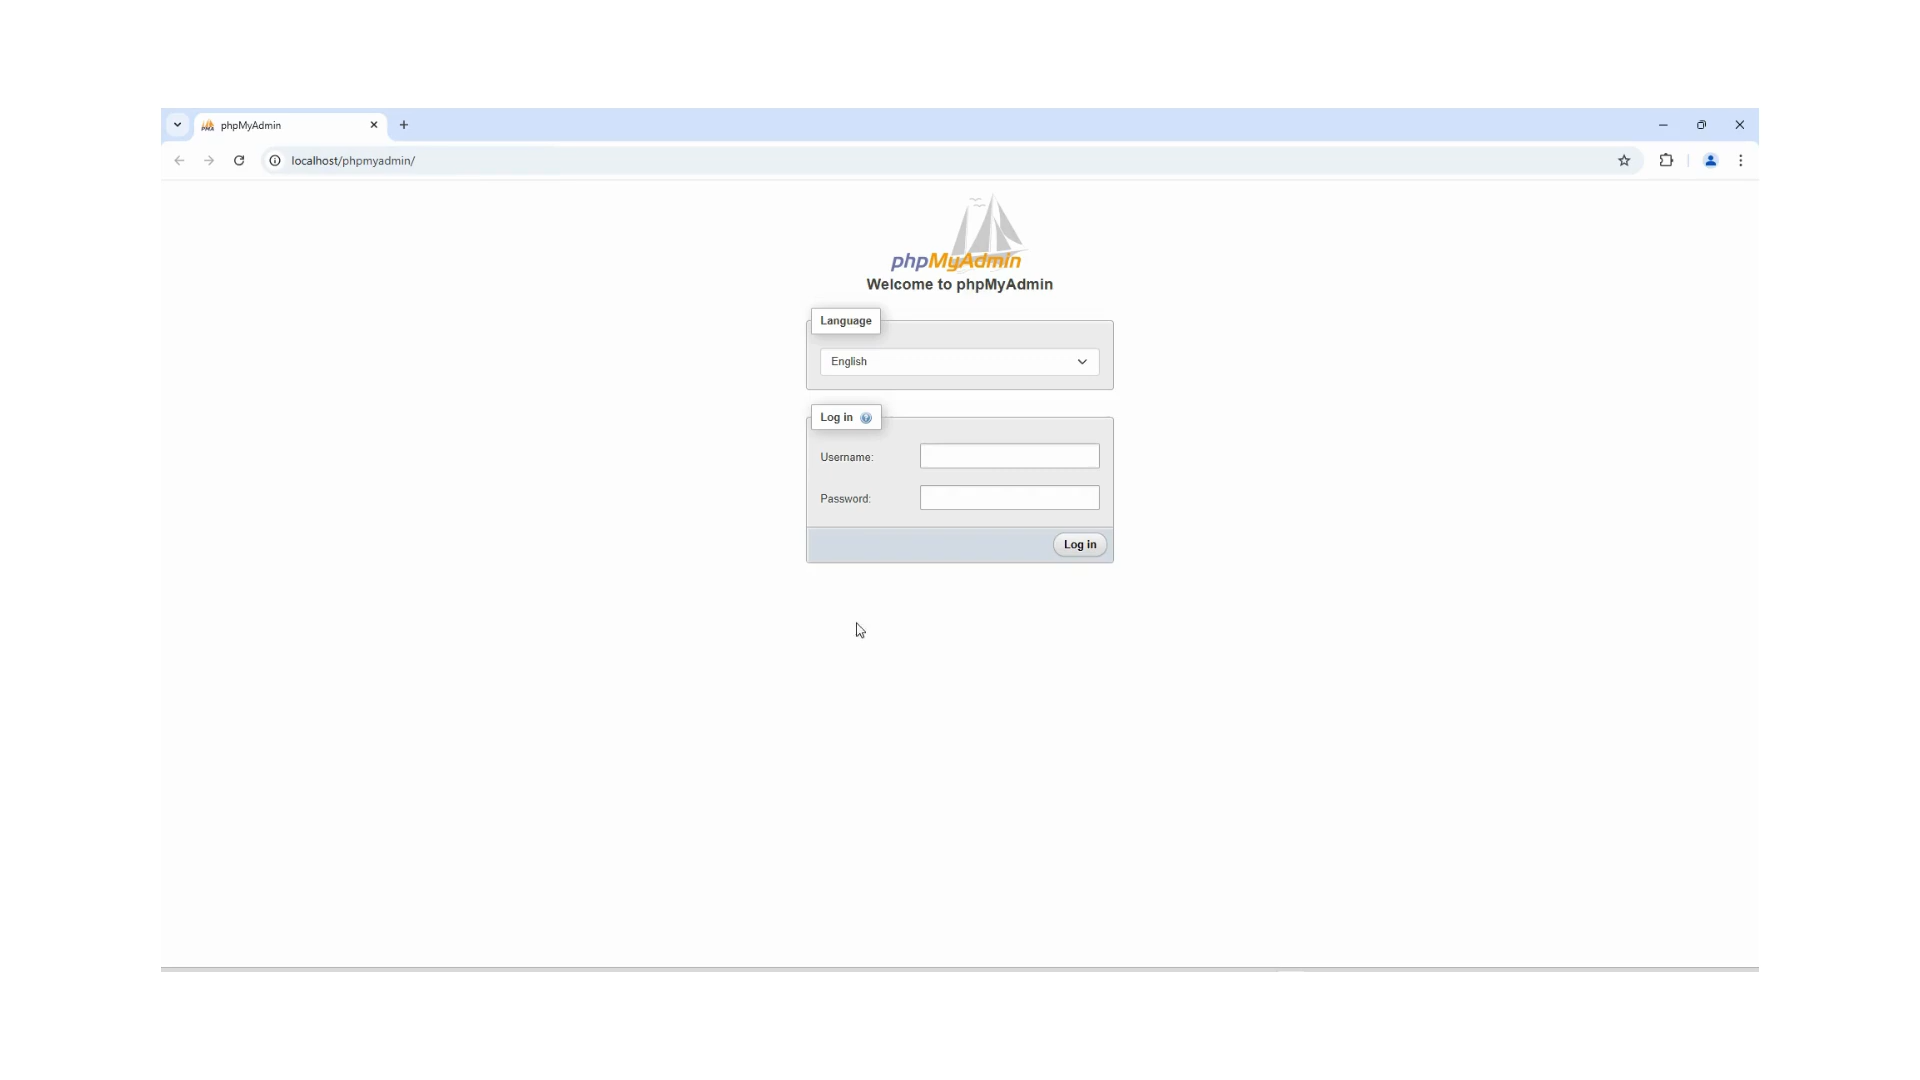 phpMyAdmin
localhost/phpmyadmin/
phpMyAdmin
Welcome to phpMyAdmin
Language
English
Log in
Username:
Password:
Log in